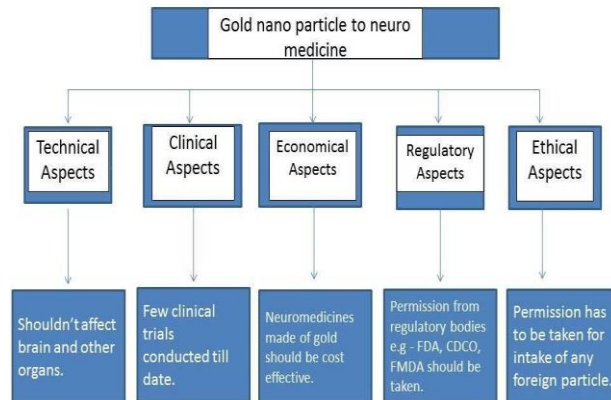 Gold nano particle to neuro
medicine
Technical
Aspects
Clinical
Aspects
Economical
Aspects
Regulatory
Aspects
Ethical
Aspects
Shouldn't affect
brain and other
organs.
Few clinical
trials
conducted till
date.
Neuromedicines
made of gold
should be cost
effective.
Permission from
regulatory bodies
e.g - FDA, CDCO,
FMDA should be
taken.
Permission has
to be taken for
intake of any
foreign particle.